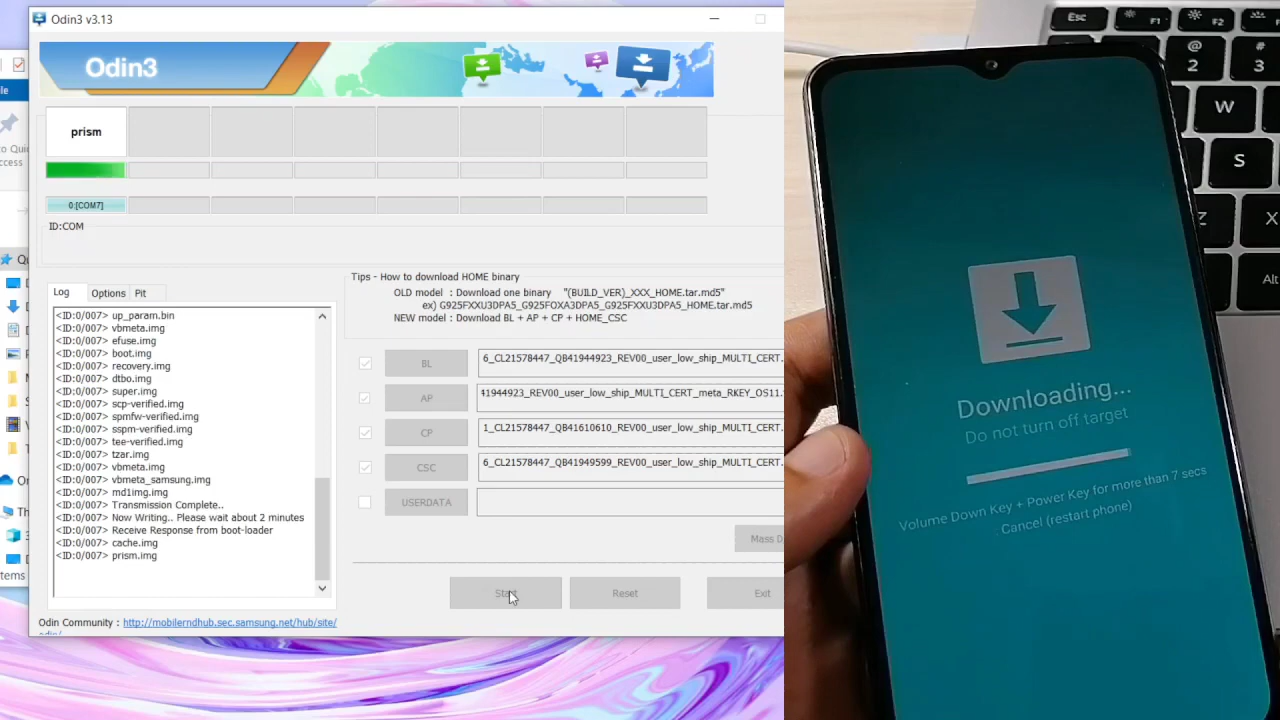 Odin3 v3.13
Odin3
prism
0:[COM7]
ID:COM
Log
Options
Pit
<ID:0/007> up_param.bin
<ID:0/007> vbmeta.img
<ID:0/007> efuse.img
<ID:0/007> boot.img
<ID:0/007> recovery.img
<ID:0/007> dtbo.img
<ID:0/007> super.img
<ID:0/007> scp-verified.img
<ID:0/007> spmfw-verified.img
<ID:0/007> sspm-verified.img
<ID:0/007> tee-verified.img
<ID:0/007> tzar.img
<ID:0/007> vbmeta.img
<ID:0/007> vbmeta_samsung.img
<ID:0/007> md1img.img
<ID:0/007> Transmission Complete..
<ID:0/007> Now Writing.. Please wait about 2 minutes
<ID:0/007> Receive Response from boot-loader
<ID:0/007> cache.img
<ID:0/007> prism.img
Odin Community : http://mobilerndhub.sec.samsung.net/hub/site/
odin/
Tips - How to download HOME binary
OLD model : Download one binary "(BUILD_VER)_XXX_HOME.tar.md5"
ex) G925FXXU3DPA5_G925FOXA3DPA5_G925FXXU3DPA5_HOME.tar.md5
NEW model : Download BL + AP + CP + HOME_CSC
BL
6_CL21578447_QB41944923_REV00_user_low_ship_MULTI_CERT.
AP
41944923_REV00_user_low_ship_MULTI_CERT_meta_RKEY_OS11.
CP
1_CL21578447_QB41610610_REV00_user_low_ship_MULTI_CERT.
CSC
6_CL21578447_QB41949599_REV00_user_low_ship_MULTI_CERT.
USERDATA
Mass D
Start
Reset
Exit
Downloading...
Do not turn off target
Volume Down Key + Power Key for more than 7 secs
: Cancel (restart phone)
Esc
F1
F2
@
2
#
3
W
S
Z
X
Alt